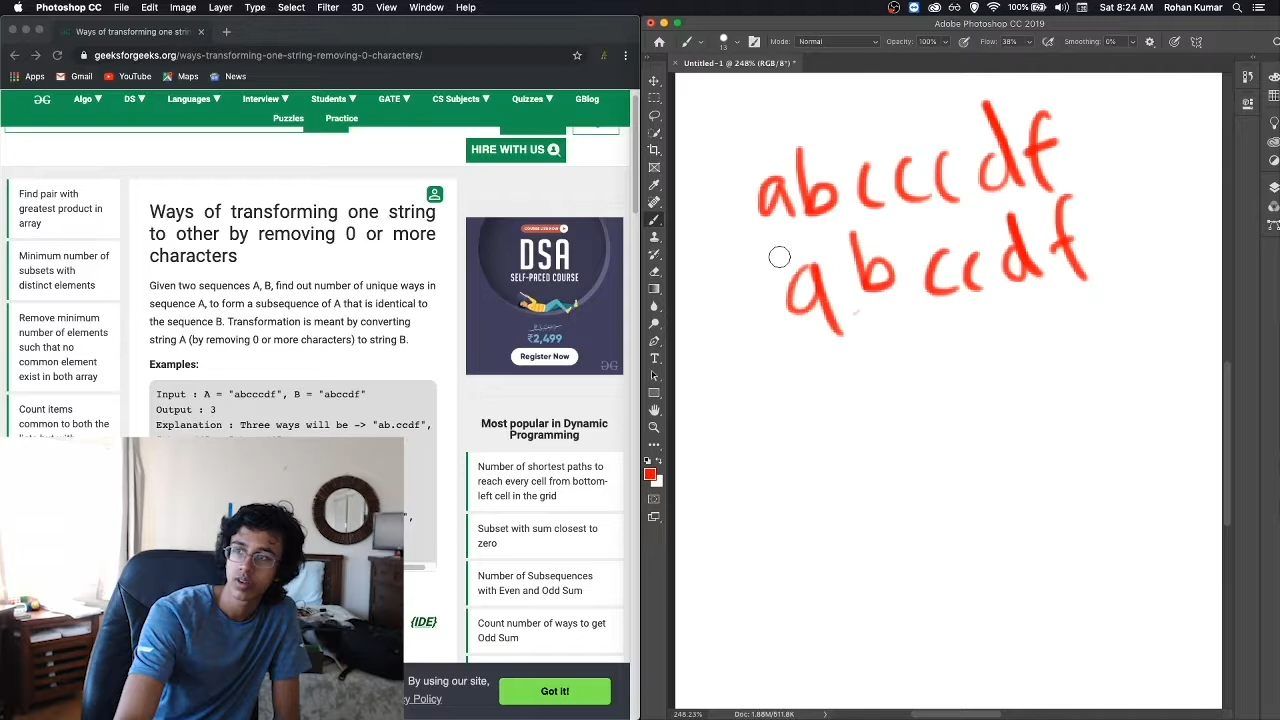 Photoshop CC File Edit Image Layer Type Select Filter 3D View Window Help
100% Sat 8:24 AM Rohan Kumar
Ways of transforming one strin
Adobe Photoshop CC 2019
geeksforgeeks.org/ways-transforming-one-string-removing-0-characters/
13 Mode: Normal Opacity: 100% Flow: 38% Smoothing: 0%
Untitled-1 @ 248% (RGB/8*) *
Apps Gmail YouTube Maps News
Algo DS Languages Interview Students GATE CS Subjects Quizzes GBlog
Puzzles Practice
HIRE WITH US
Find pair with
greatest product in
array
Minimum number of
subsets with
distinct elements
Remove minimum
number of elements
such that no
common element
exist in both array
Count items
common to both the
Ways of transforming one string
to other by removing 0 or more
characters
Given two sequences A, B, find out number of unique ways in
sequence A, to form a subsequence of A that is identical to
the sequence B. Transformation is meant by converting
string A (by removing 0 or more characters) to string B.
Examples:
Input : A = "abcccdf", B = "abccdf"
Output : 3
Explanation : Three ways will be -> "ab.ccdf",
{IDE}
DSA
SELF-PACED COURSE
₹2,499
Register Now
Most popular in Dynamic
Programming
Number of shortest paths to
reach every cell from bottom-
left cell in the grid
Subset with sum closest to
zero
Number of Subsequences
with Even and Odd Sum
Count number of ways to get
Odd Sum
By using our site,
Policy
Got it!
abcccdf
abccdf
248.23% Doc: 1.88M/511.8K